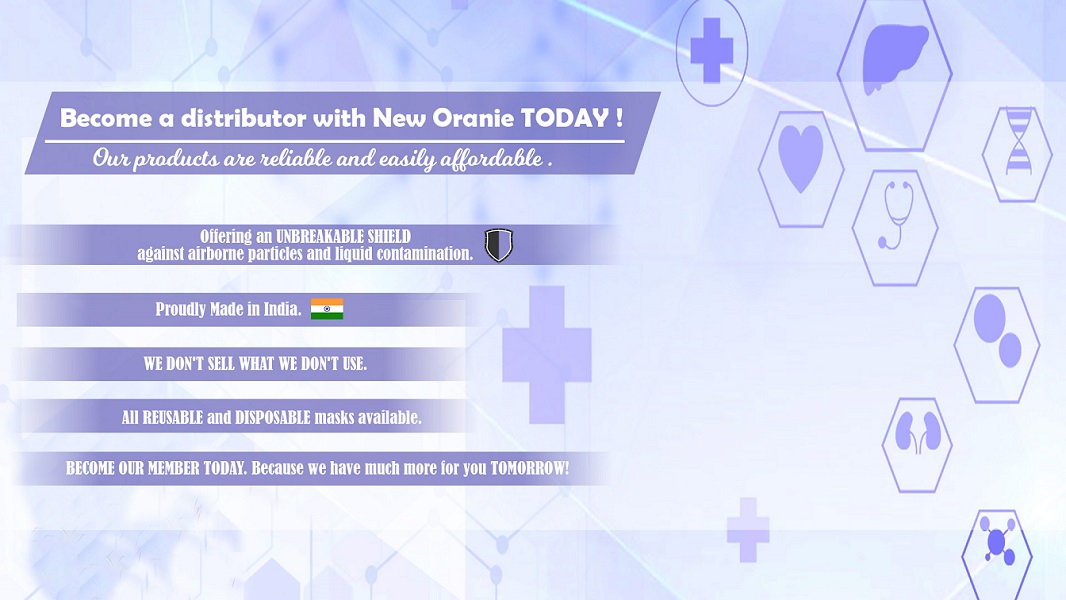 Become a distributor with New Oranie TODAY !
Our products are reliable and easily affordable .
Offering an UNBREAKABLE SHIELD
against airborne particles and liquid contamination.
Proudly Made in India.
WE DON'T SELL WHAT WE DON'T USE.
All REUSABLE and DISPOSABLE masks available.
BECOME OUR MEMBER TODAY. Because we have much more for you TOMORROW!